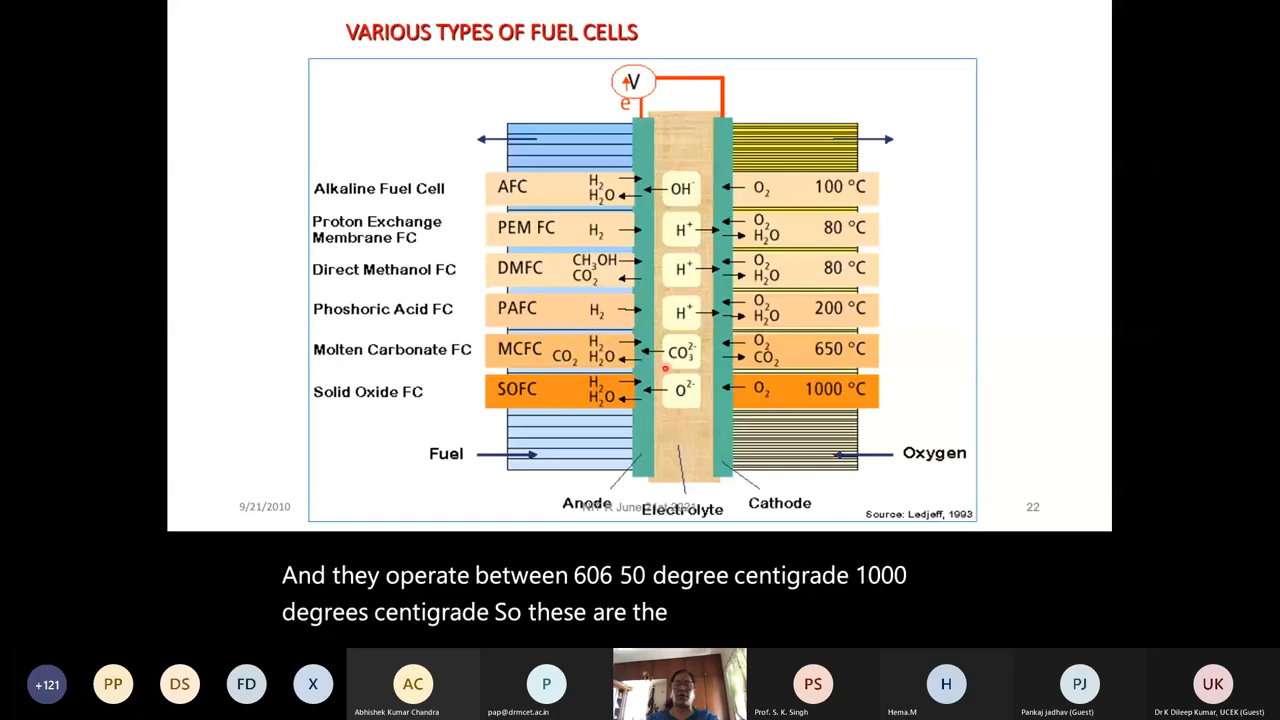 VARIOUS TYPES OF FUEL CELLS
V
e
Alkaline Fuel Cell AFC H₂ H₂O OH⁻ O₂ 100 °C
Proton Exchange
Membrane FC PEM FC H₂ H⁺ O₂ H₂O 80 °C
Direct Methanol FC DMFC CH₃OH CO₂ H⁺ O₂ H₂O 80 °C
Phoshoric Acid FC PAFC H₂ H⁺ O₂ H₂O 200 °C
Molten Carbonate FC MCFC CO₂ H₂ H₂O CO₃²⁻ O₂ CO₂ 650 °C
Solid Oxide FC SOFC H₂ H₂O O²⁻ O₂ 1000 °C
Fuel Oxygen
Anode Electrolyte Cathode
9/21/2010 June 21st 2021 22
Source: Ledjeff, 1993
And they operate between 606 50 degree centigrade 1000
degrees centigrade So these are the
+121 PP DS FD X AC P PS H PJ UK
Abhishek Kumar Chandra pap@drmcet.ac.in Prof. S. K. Singh Hema.M Pankaj jadhav (Guest) Dr K Dileep Kumar, UCEK (Guest)